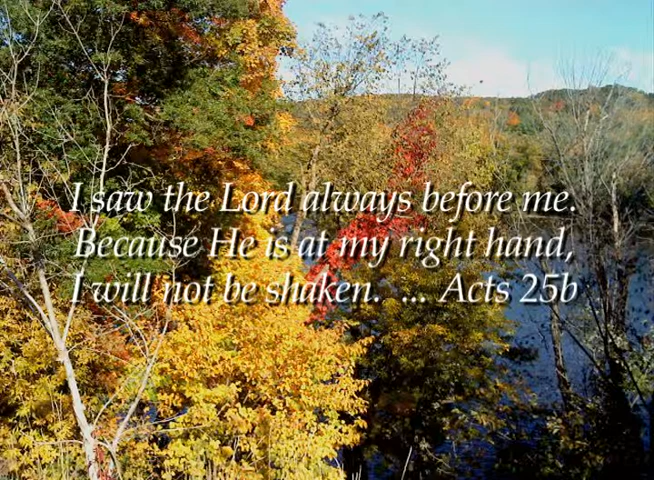 I saw the Lord always before me.
Because He is at my right hand,
I will not be shaken. ... Acts 25b